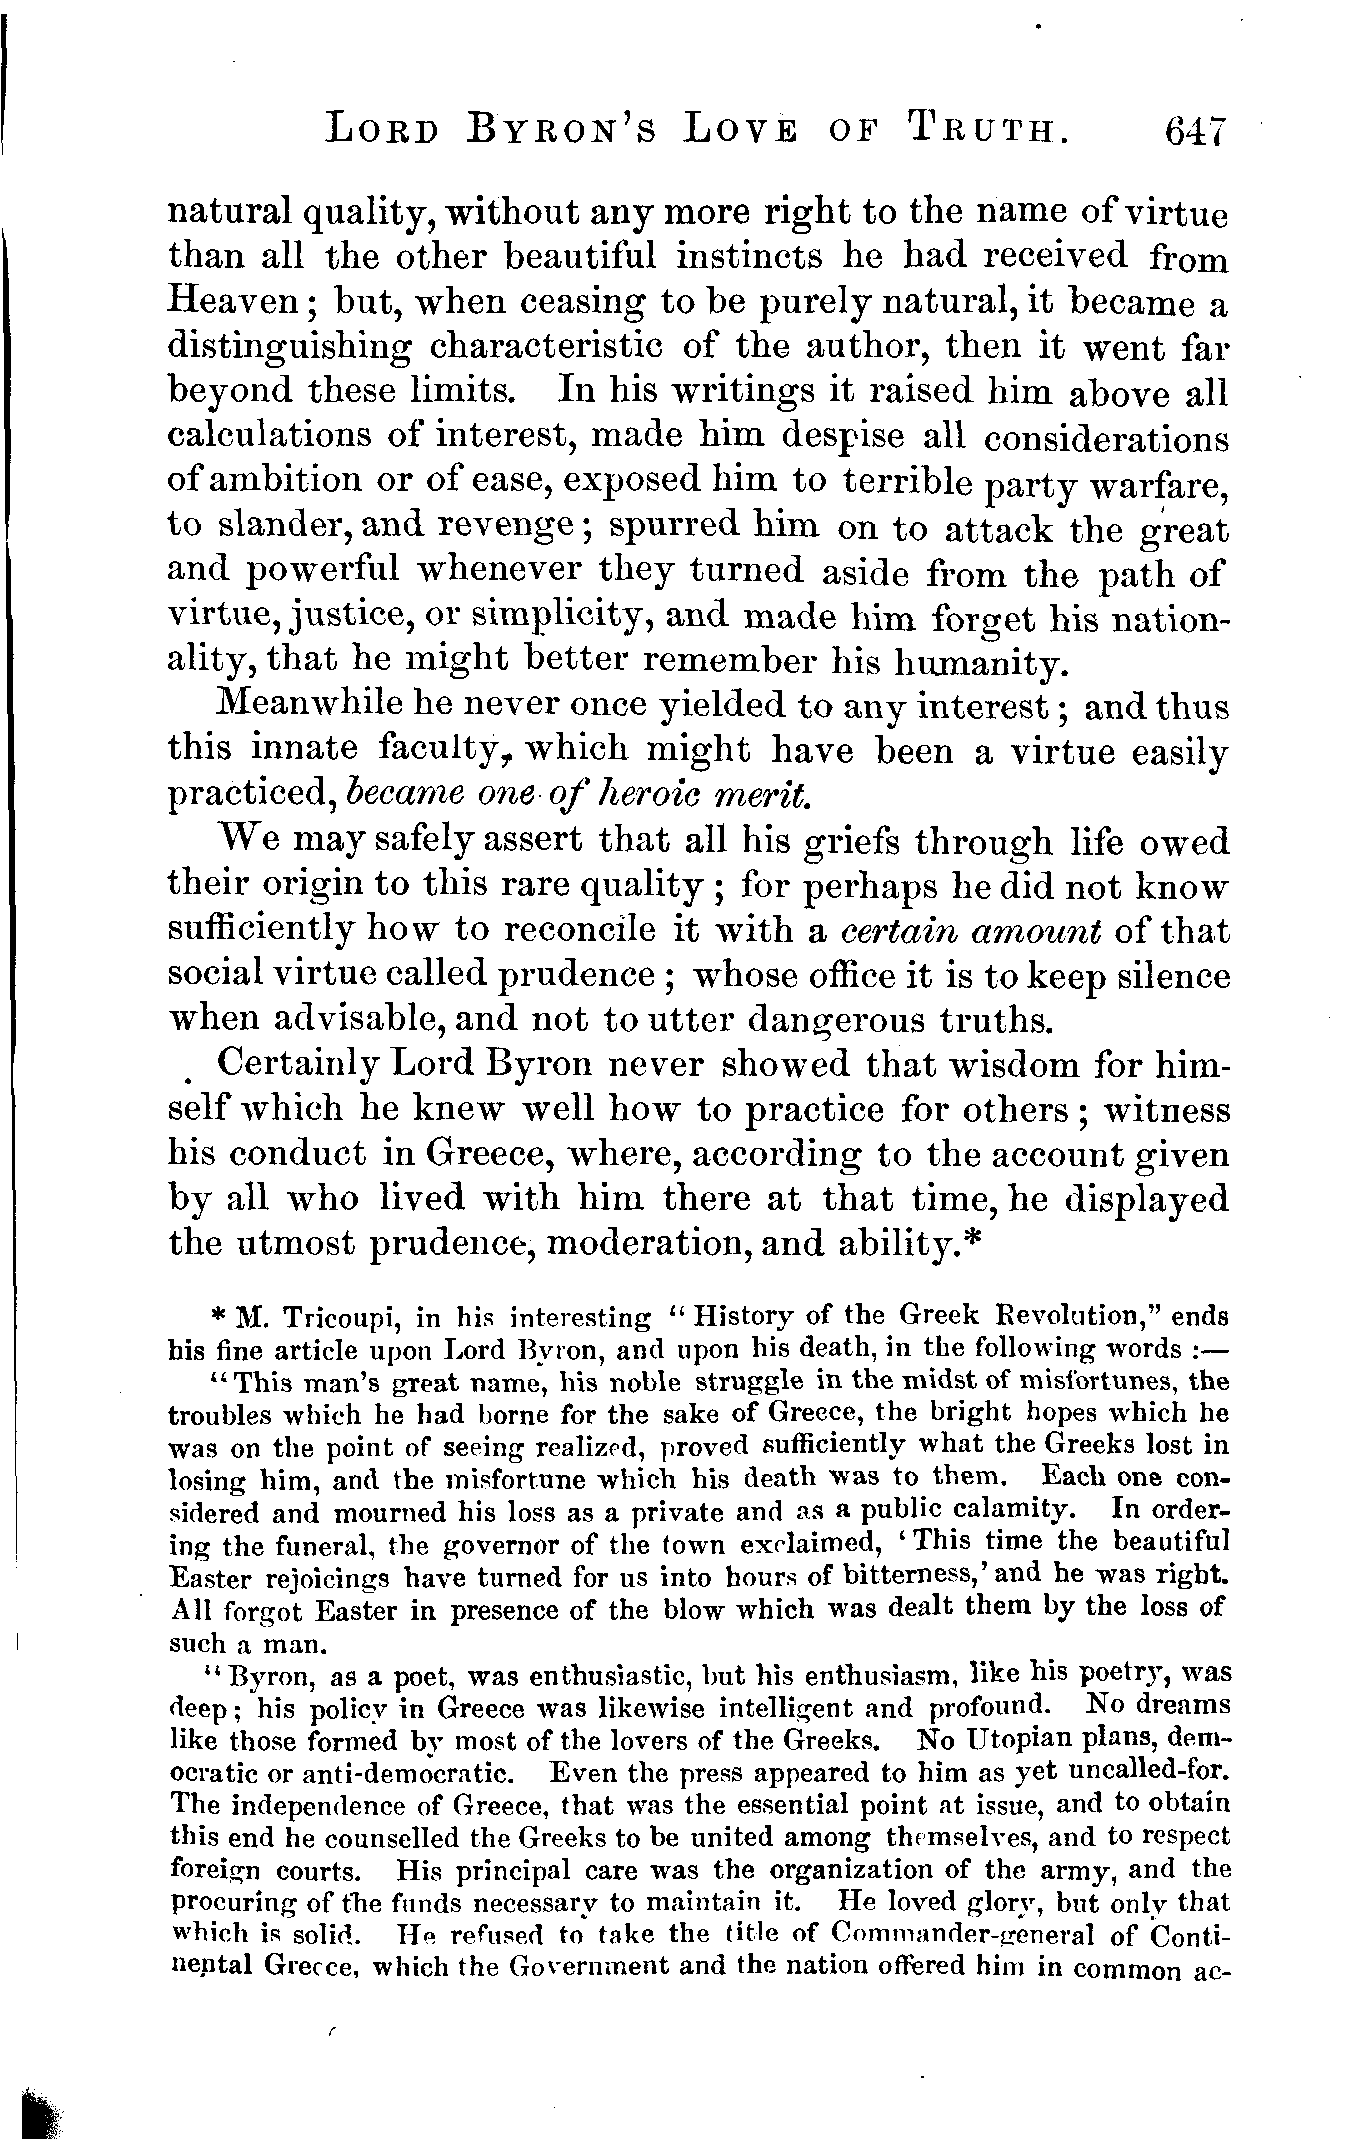 LORD BYRON'S LOVE OF TRUTH. 647
natural quality, without any more right to the name of virtue
than all the other beautiful instincts he had received from
Heaven; but, when ceasing to be purely natural, it became a
distinguishing characteristic of the author, then it went far
beyond these limits. In his writings it raised him above all
calculations of interest, made him despise all considerations
of ambition or of ease, exposed him to terrible party warfare,
to slander, and revenge; spurred him on to attack the great
and powerful whenever they turned aside from the path of
virtue, justice, or simplicity, and made him forget his nation-
ality, that he might better remember his humanity.
Meanwhile he never once yielded to any interest; and thus
this innate faculty, which might have been a virtue easily
practiced, became one of heroic merit.
We may safely assert that all his griefs through life owed
their origin to this rare quality; for perhaps he did not know
sufficiently how to reconcile it with a certain amount of that
social virtue called prudence; whose office it is to keep silence
when advisable, and not to utter dangerous truths.
Certainly Lord Byron never showed that wisdom for him-
self which he knew well how to practice for others; witness
his conduct in Greece, where, according to the account given
by all who lived with him there at that time, he displayed
the utmost prudence, moderation, and ability.*
* M. Tricoupi, in his interesting "History of the Greek Revolution," ends
his fine article upon Lord Byron, and upon his death, in the following words :—
"This man's great name, his noble struggle in the midst of misfortunes, the
troubles which he had borne for the sake of Greece, the bright hopes which he
was on the point of seeing realized, proved sufficiently what the Greeks lost in
losing him, and the misfortune which his death was to them. Each one con-
sidered and mourned his loss as a private and as a public calamity. In order-
ing the funeral, the governor of the town exclaimed, 'This time the beautiful
Easter rejoicings have turned for us into hours of bitterness,' and he was right.
All forgot Easter in presence of the blow which was dealt them by the loss of
such a man.
"Byron, as a poet, was enthusiastic, but his enthusiasm, like his poetry, was
deep; his policy in Greece was likewise intelligent and profound. No dreams
like those formed by most of the lovers of the Greeks. No Utopian plans, dem-
ocratic or anti-democratic. Even the press appeared to him as yet uncalled-for.
The independence of Greece, that was the essential point at issue, and to obtain
this end he counselled the Greeks to be united among themselves, and to respect
foreign courts. His principal care was the organization of the army, and the
procuring of the funds necessary to maintain it. He loved glory, but only that
which is solid. He refused to take the title of Commander-general of Conti-
nental Greece, which the Government and the nation offered him in common ac-